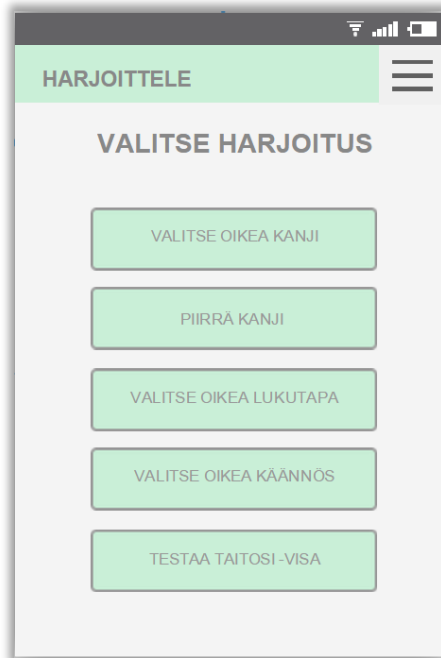 HARJOITTELE
VALITSE HARJOITUS
VALITSE OIKEA KANJI
PIIRRÄ KANJI
VALITSE OIKEA LUKUTAPA
VALITSE OIKEA KÄÄNNÖS
TESTAA TAITOSI -VISA